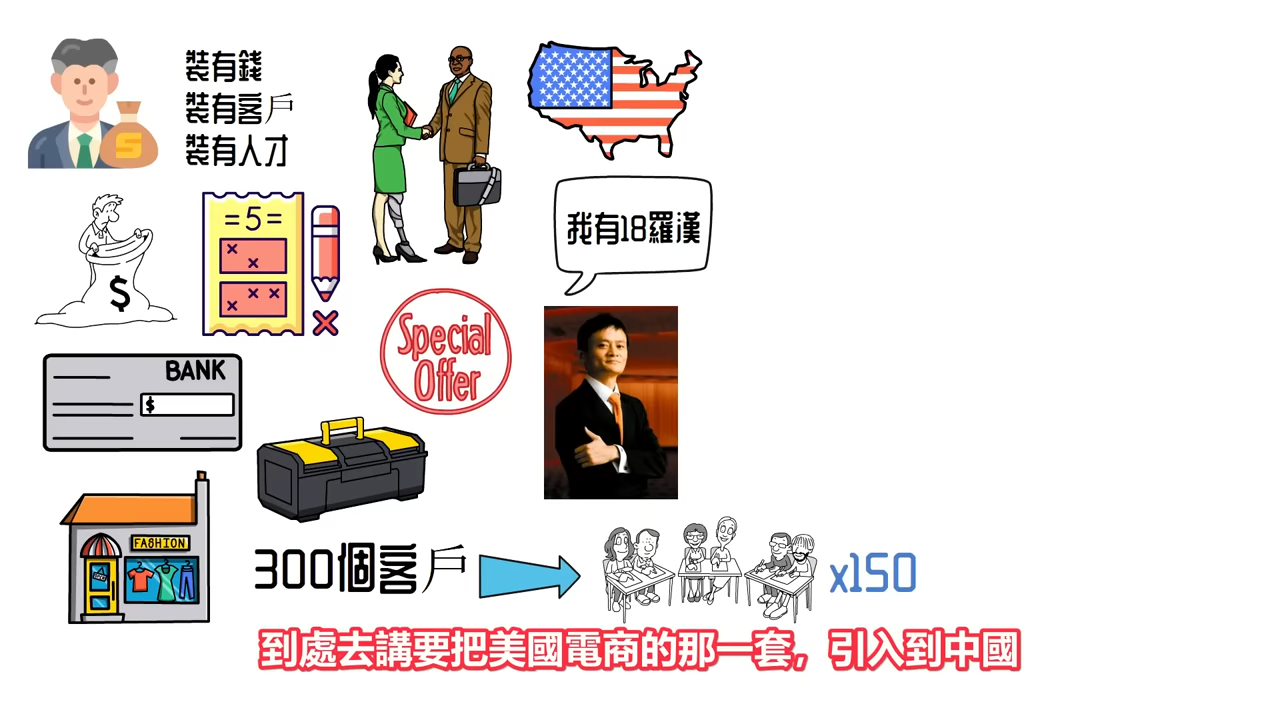 裝有錢
裝有客戶
裝有人才
我有18羅漢
=5=
$
Special
Offer
BANK
$
FASHION
300個客戶
x150
到處去講要把美國電商的那一套，引入到中國